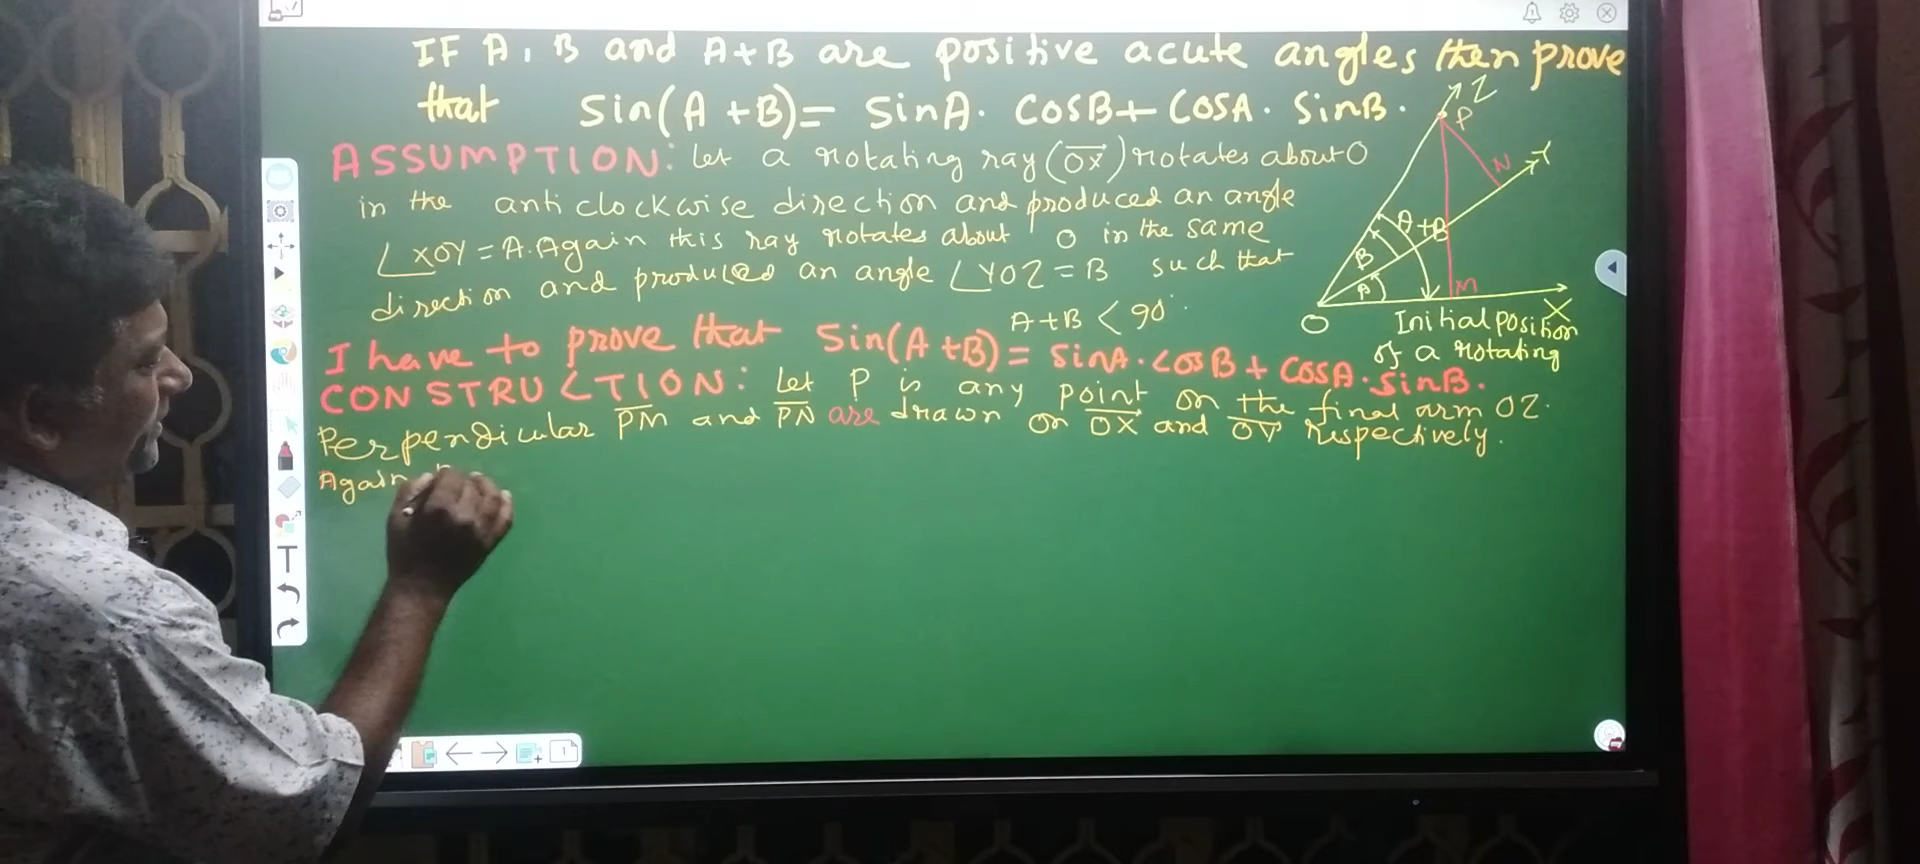 IF A, B and A+B are positive acute angles then prove
that Sin(A+B)= SinA. CosB+CosA. SinB.
ASSUMPTION: Let a rotating ray (OX) rotates about O
in the anticlockwise direction and produced an angle
∠XOY = A. Again this ray rotates about O in the same
direction and produced an angle ∠YOZ = B such that
A+B < 90°
I have to prove that Sin(A+B)= SinA.CosB+CosA.SinB.
CONSTRUCTION: Let P is any point on the final arm OZ.
Perpendicular PM and PN are drawn on OX and OY respectively.
Again
Z
P
N
Y
A+B
B
A
M
O
X
Initial position
of a rotating
T
1